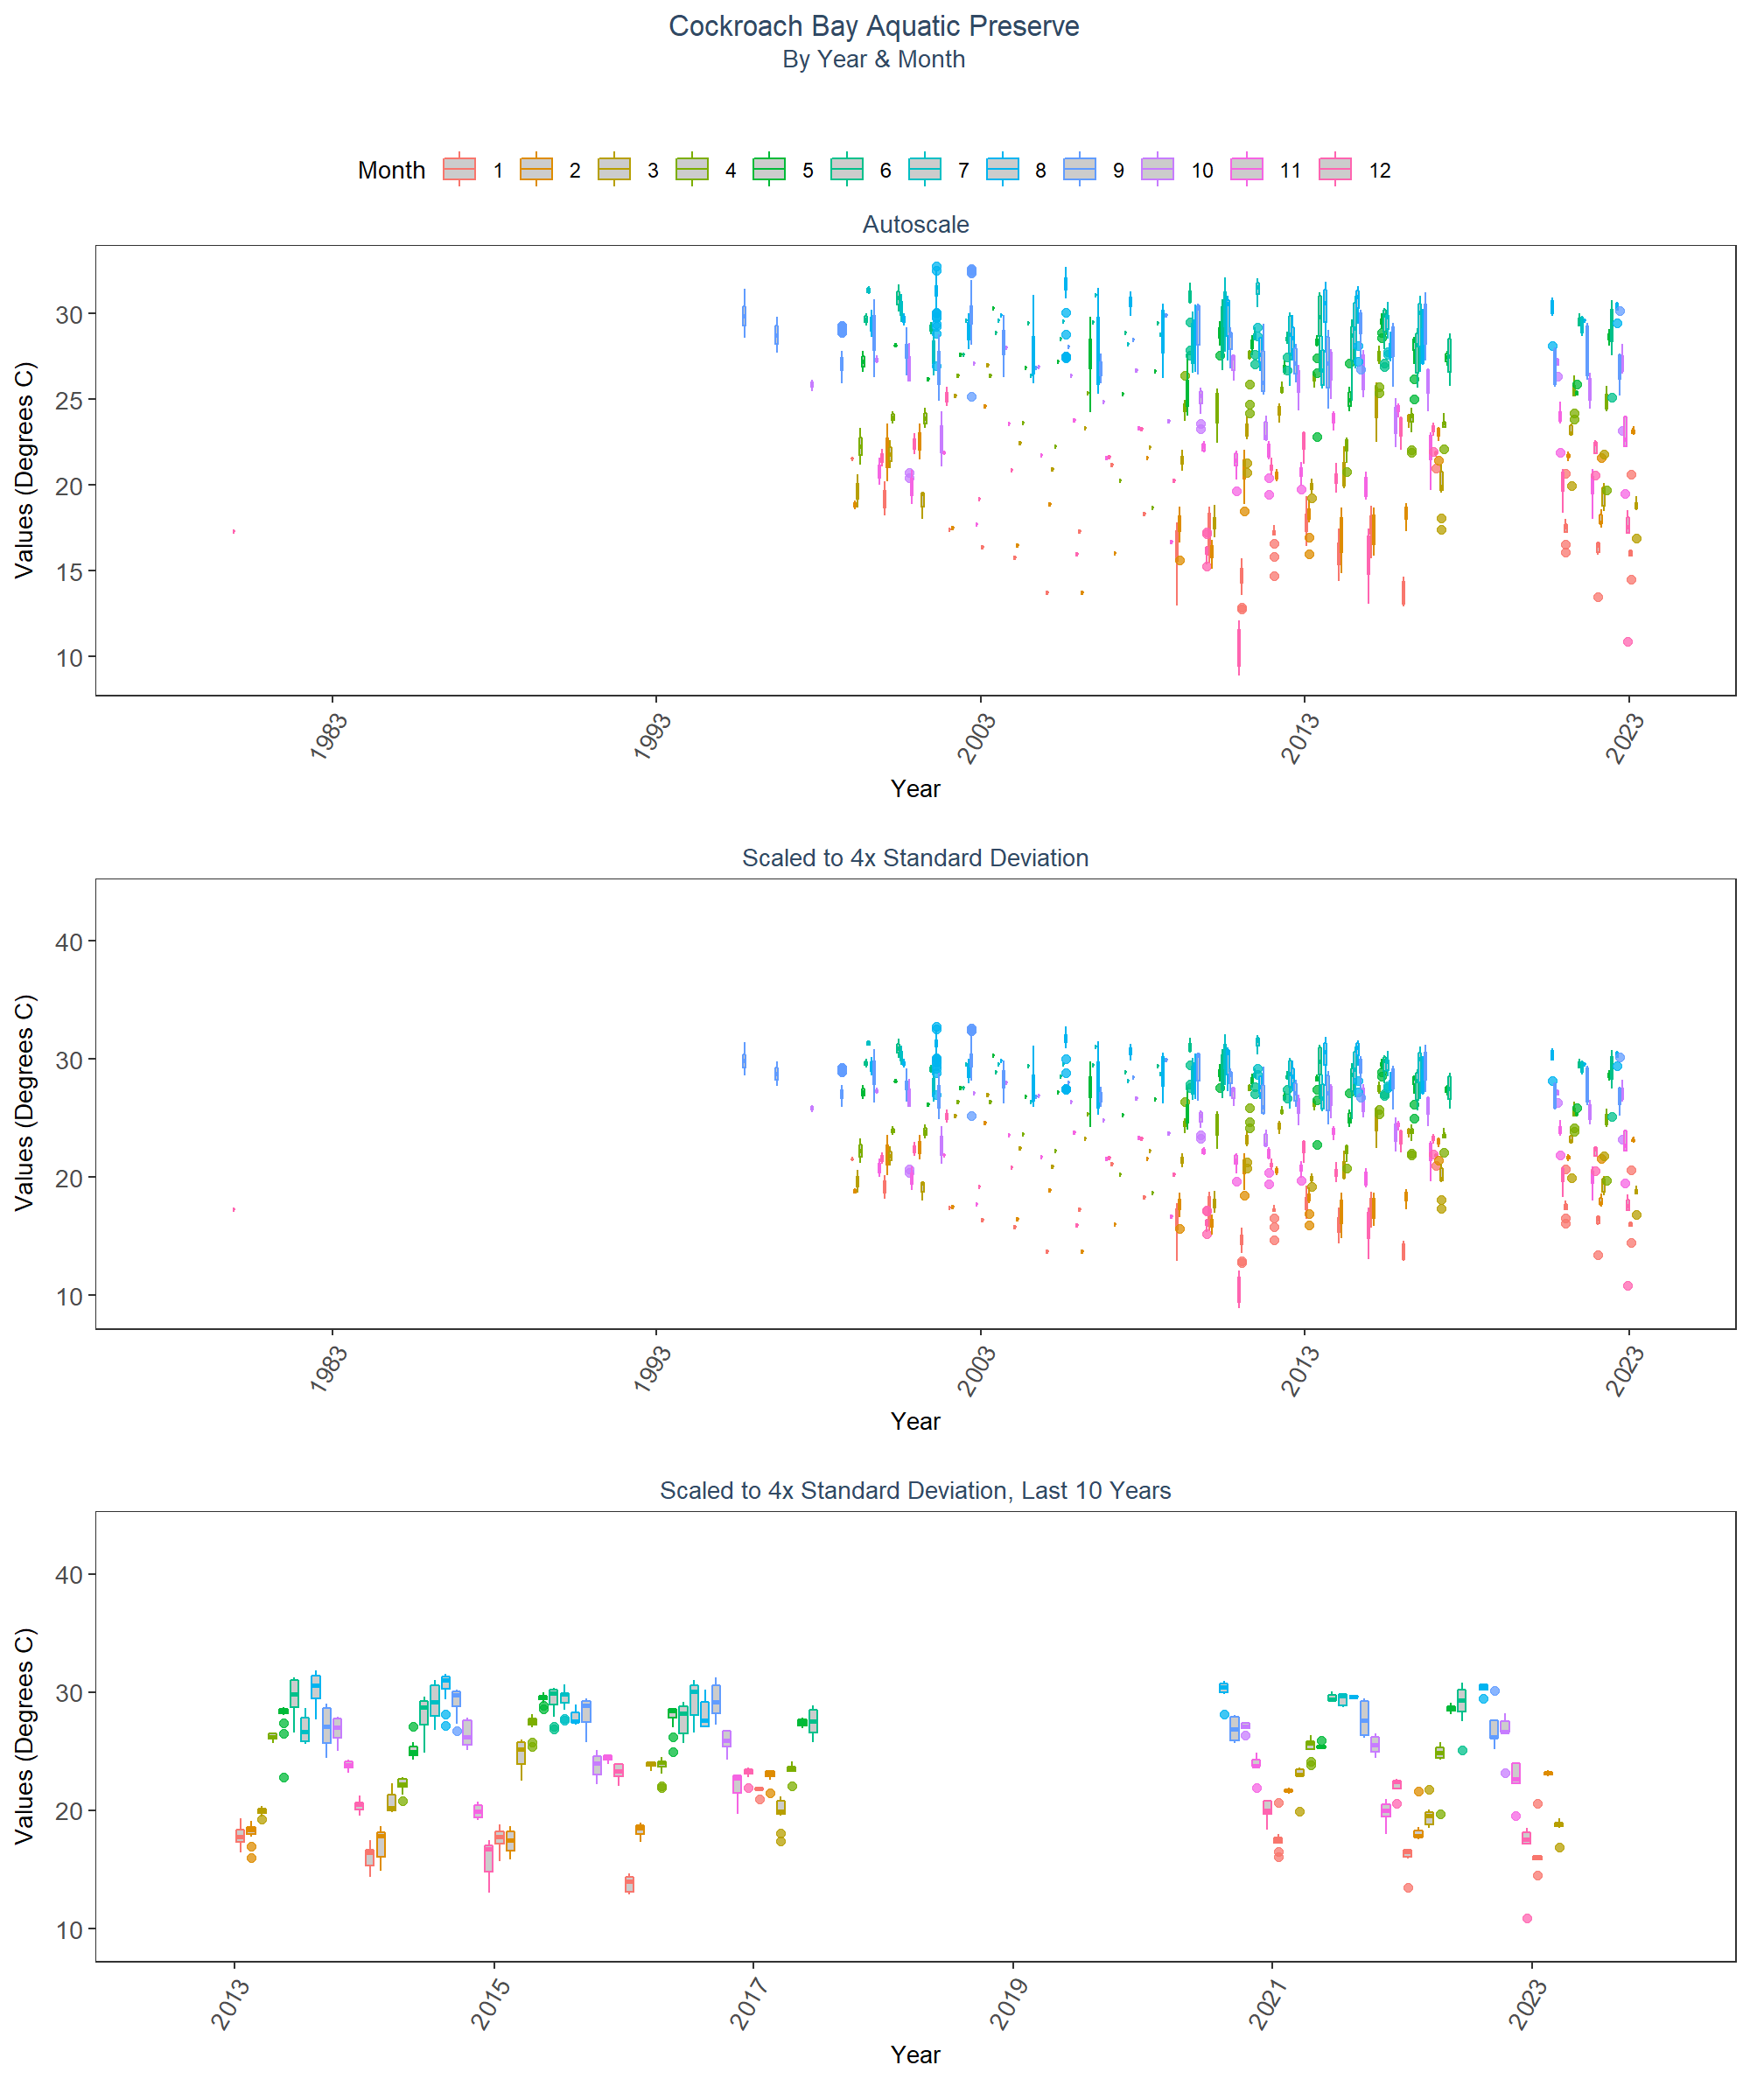 Cockroach Bay Aquatic Preserve
By Year & Month
Month 1 2 3 4 5 6 7 8 9 10 11 12
Autoscale
Values (Degrees C)
30
25
20
15
10
1983 1993 2003 2013 2023
Year
Scaled to 4x Standard Deviation
Values (Degrees C)
40
30
20
10
1983 1993 2003 2013 2023
Year
Scaled to 4x Standard Deviation, Last 10 Years
Values (Degrees C)
40
30
20
10
2013 2015 2017 2019 2021 2023
Year